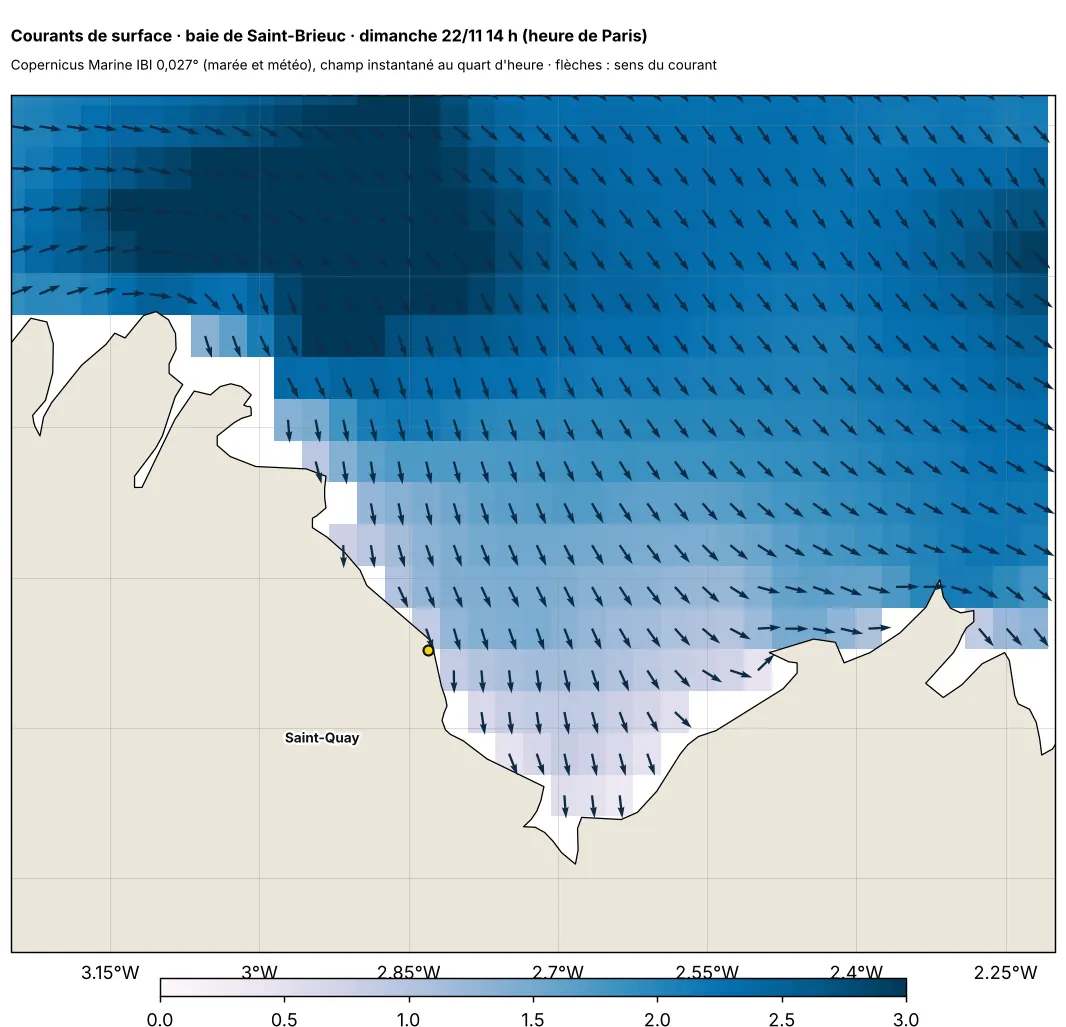 Courants de surface · baie de Saint-Brieuc · dimanche 22/11 14 h (heure de Paris)
Copernicus Marine IBI 0,027° (marée et météo), champ instantané au quart d'heure · flèches : sens du courant
Saint-Quay
3.15°W 3°W 2.85°W 2.7°W 2.55°W 2.4°W 2.25°W
0.0 0.5 1.0 1.5 2.0 2.5 3.0